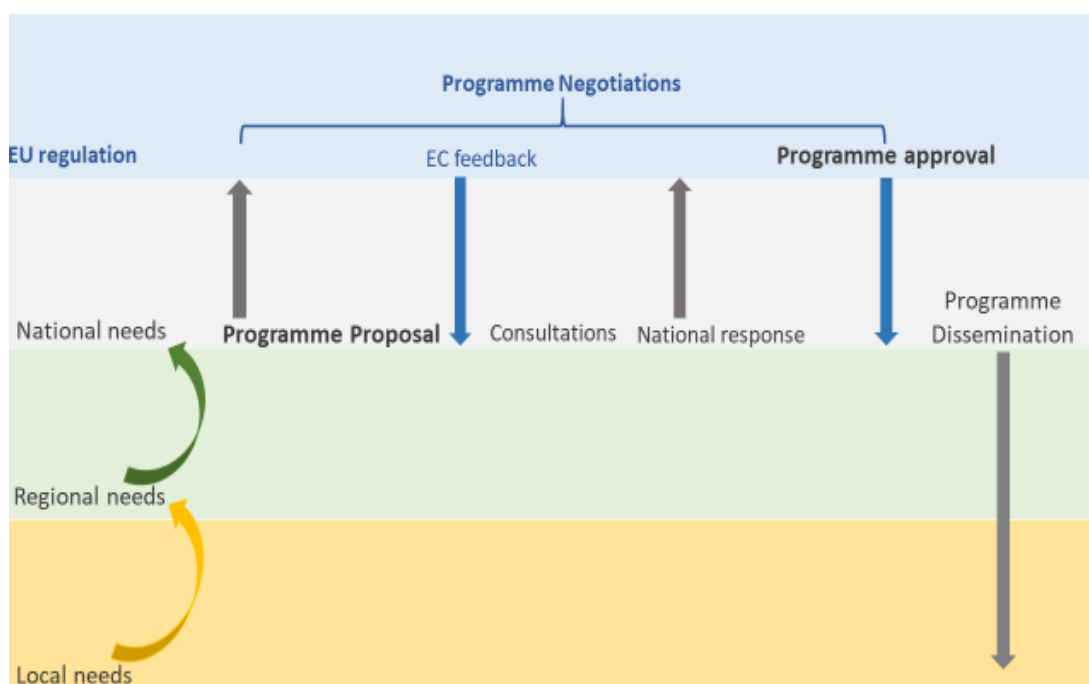 Programme Negotiations
EU regulation
EC feedback
Programme approval
National needs
Programme Proposal
Consultations
National response
Programme
Dissemination
Regional needs
Local needs